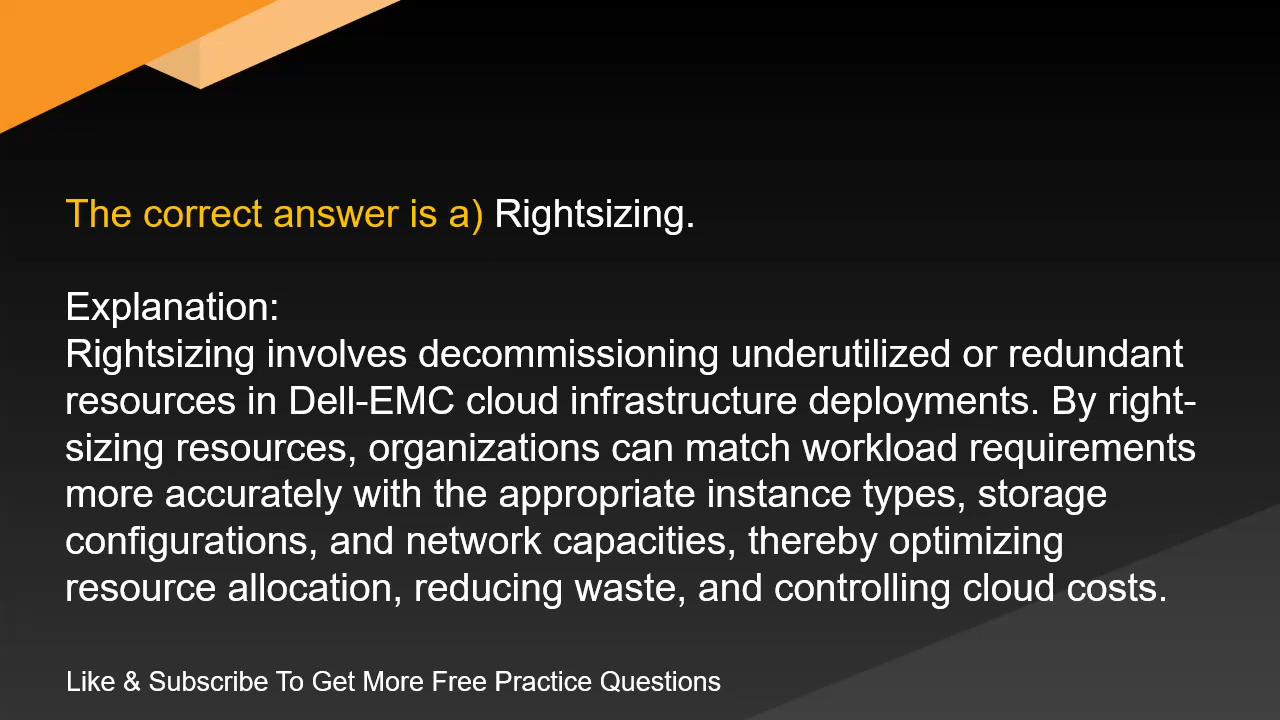 The correct answer is a) Rightsizing.
Explanation:
Rightsizing involves decommissioning underutilized or redundant
resources in Dell-EMC cloud infrastructure deployments. By right-
sizing resources, organizations can match workload requirements
more accurately with the appropriate instance types, storage
configurations, and network capacities, thereby optimizing
resource allocation, reducing waste, and controlling cloud costs.
Like & Subscribe To Get More Free Practice Questions